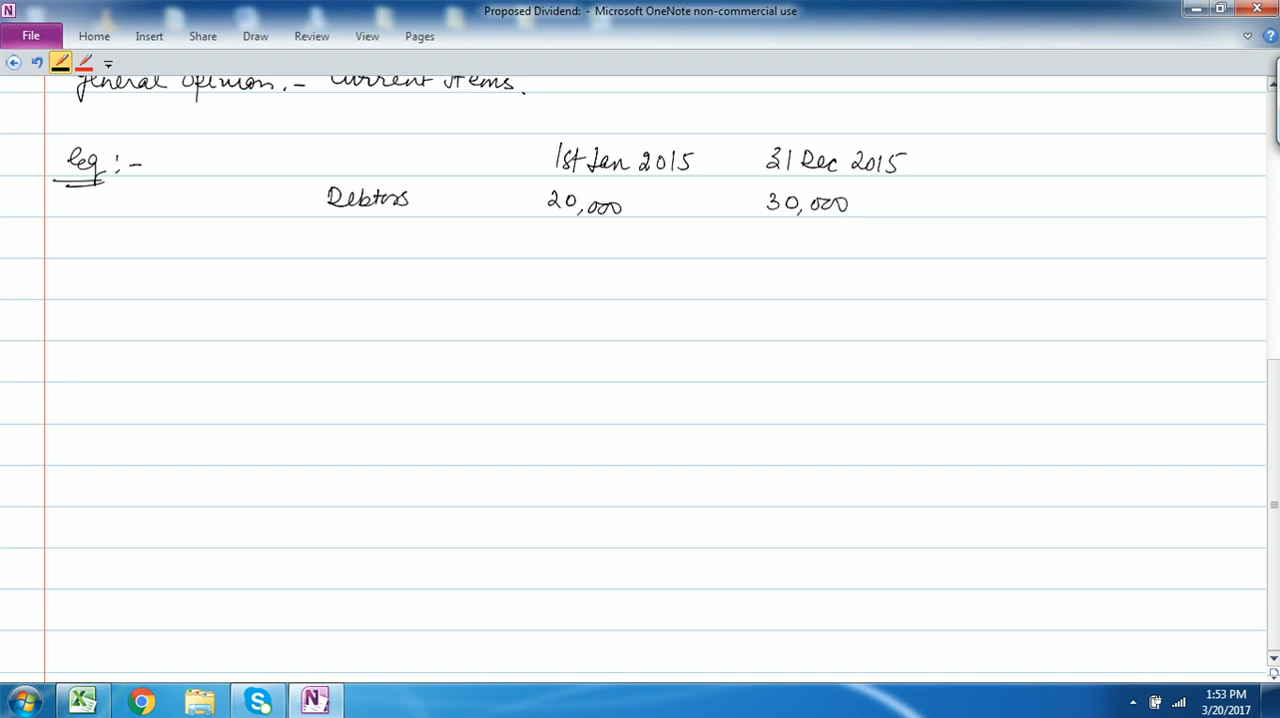 Proposed Dividend: - Microsoft OneNote non-commercial use
File Home Insert Share Draw Review View Pages
general opinion. - current items.
eg :- 1st Jan 2015 31 Dec 2015
Debtors 20,000 30,000
1:53 PM
3/20/2017